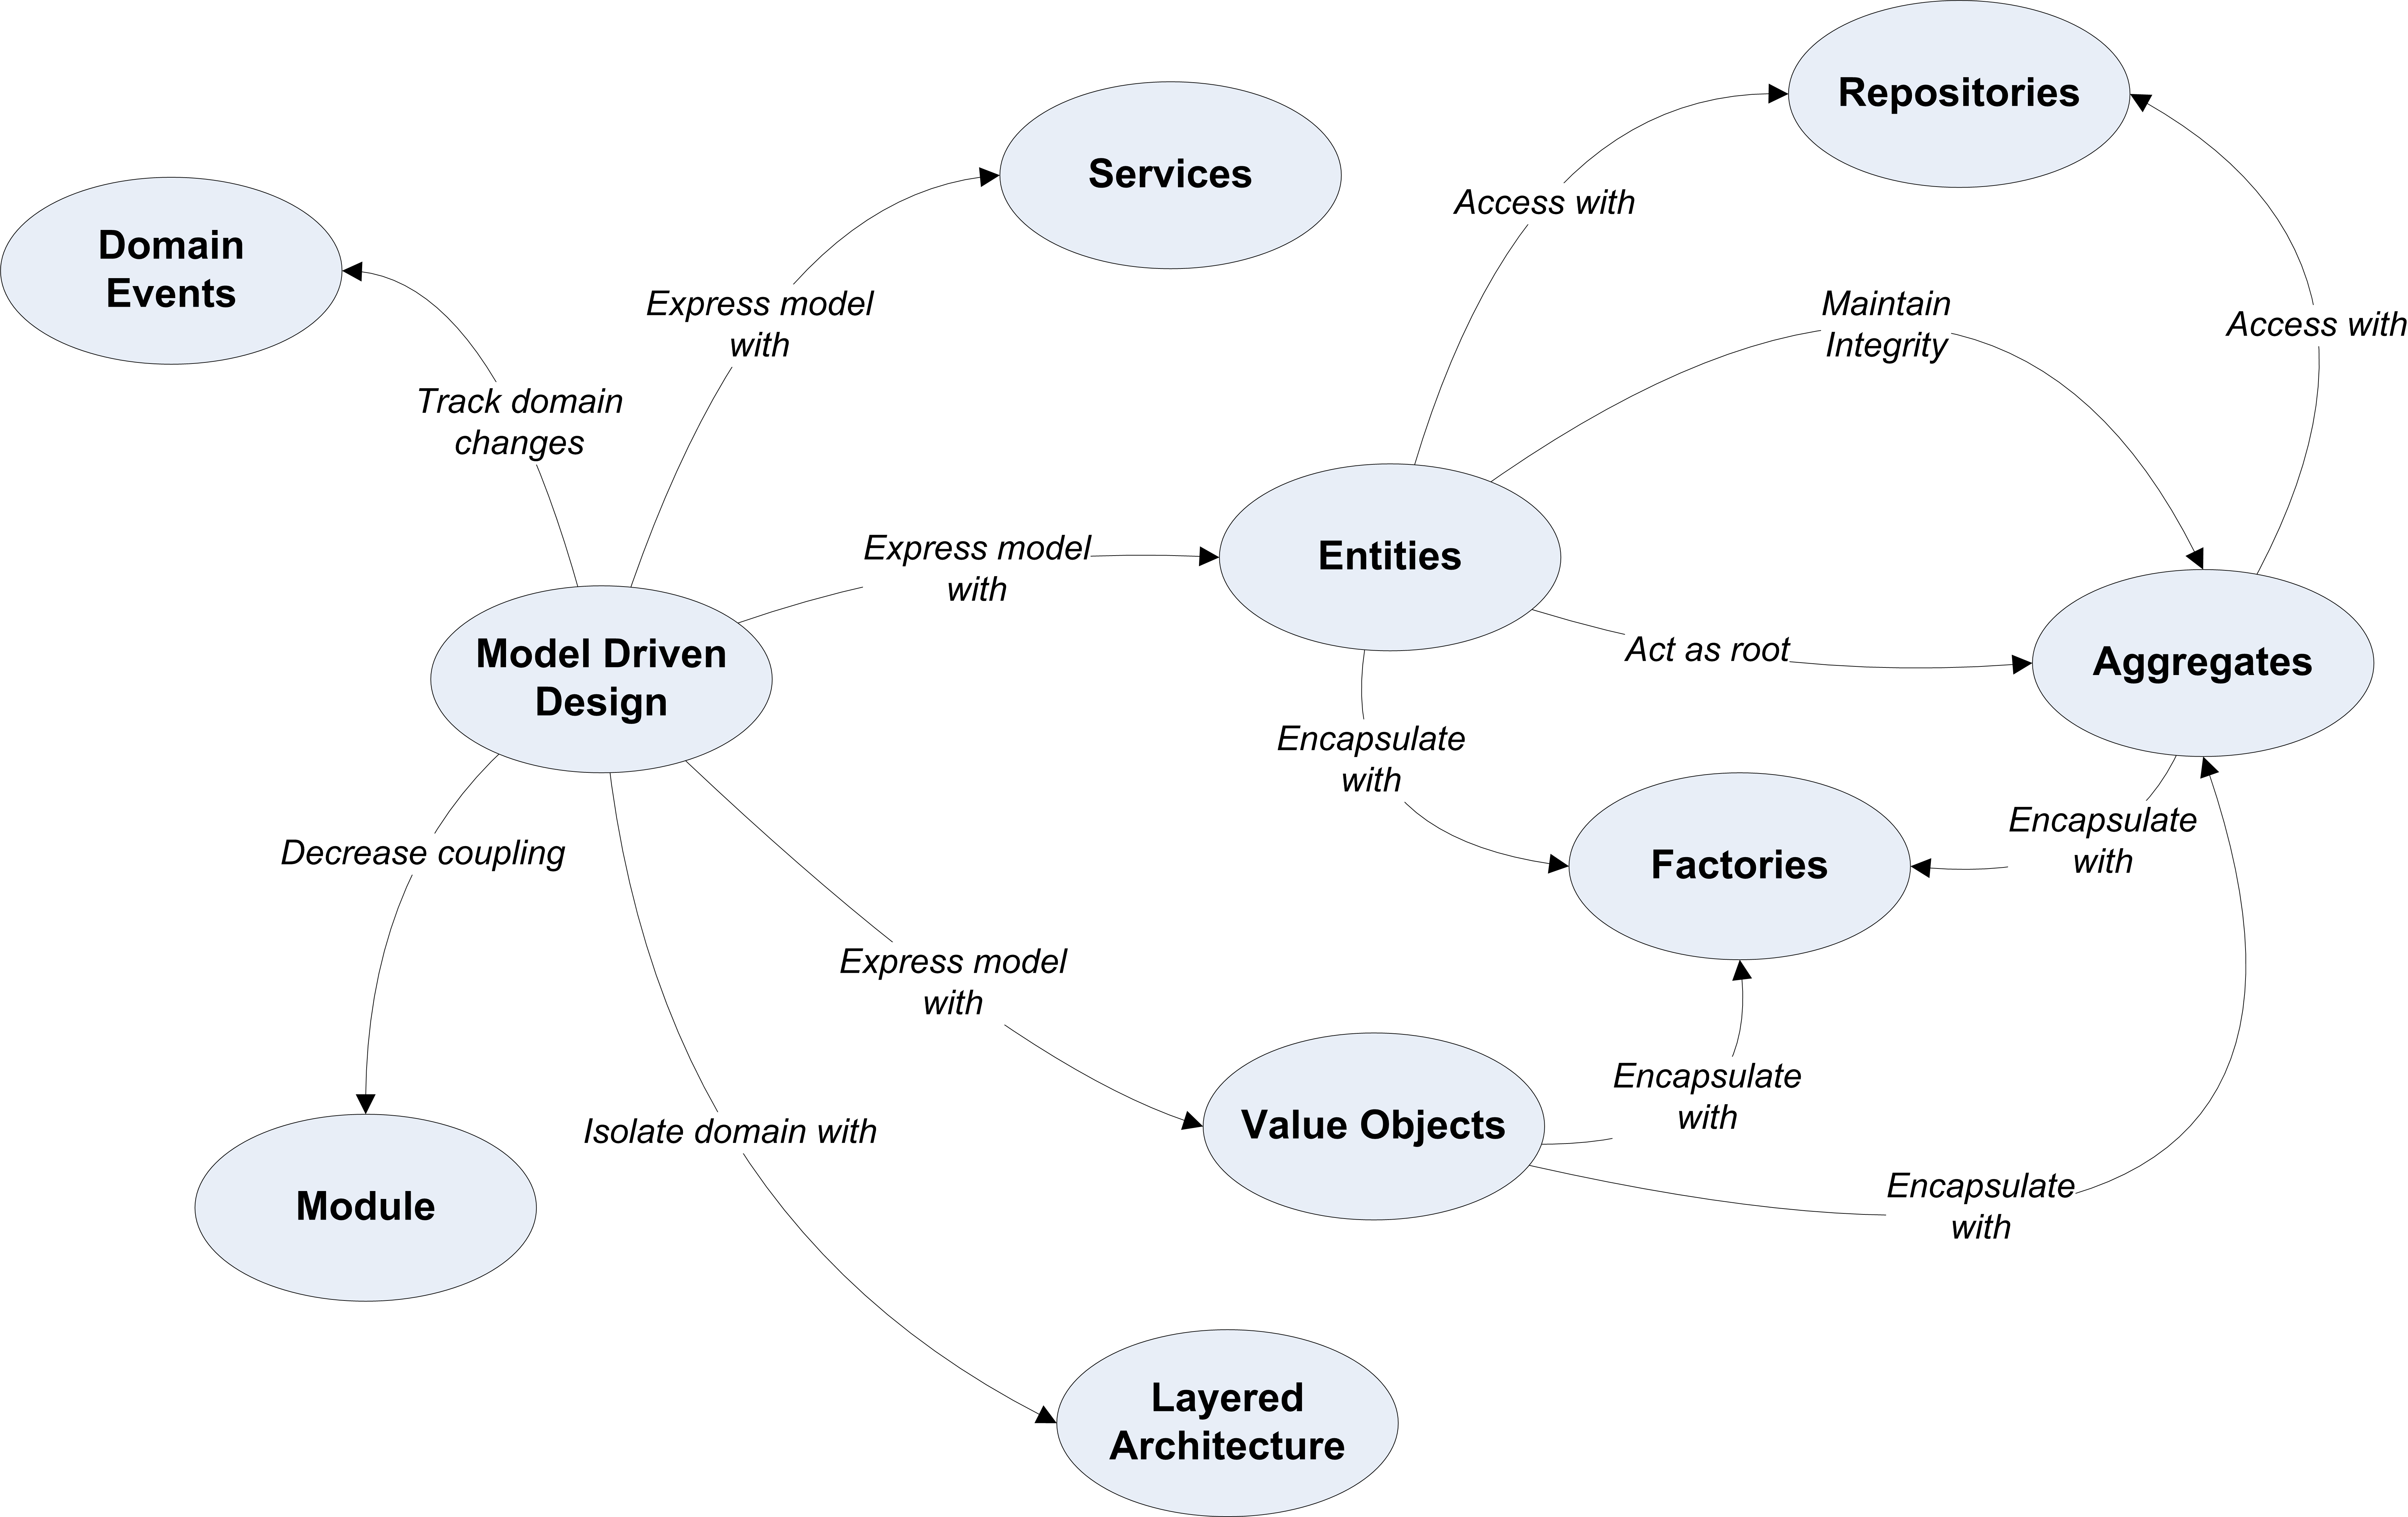 Repositories
Services
Access with
Domain
Events
Express model
with
Maintain
Integrity
Access with
Track domain
changes
Express model
with
Entities
Model Driven
Design
Act as root
Aggregates
Encapsulate
with
Decrease coupling
Factories
Encapsulate
with
Express model
with
Encapsulate
with
Isolate domain with
Value Objects
Module
Encapsulate
with
Layered
Architecture